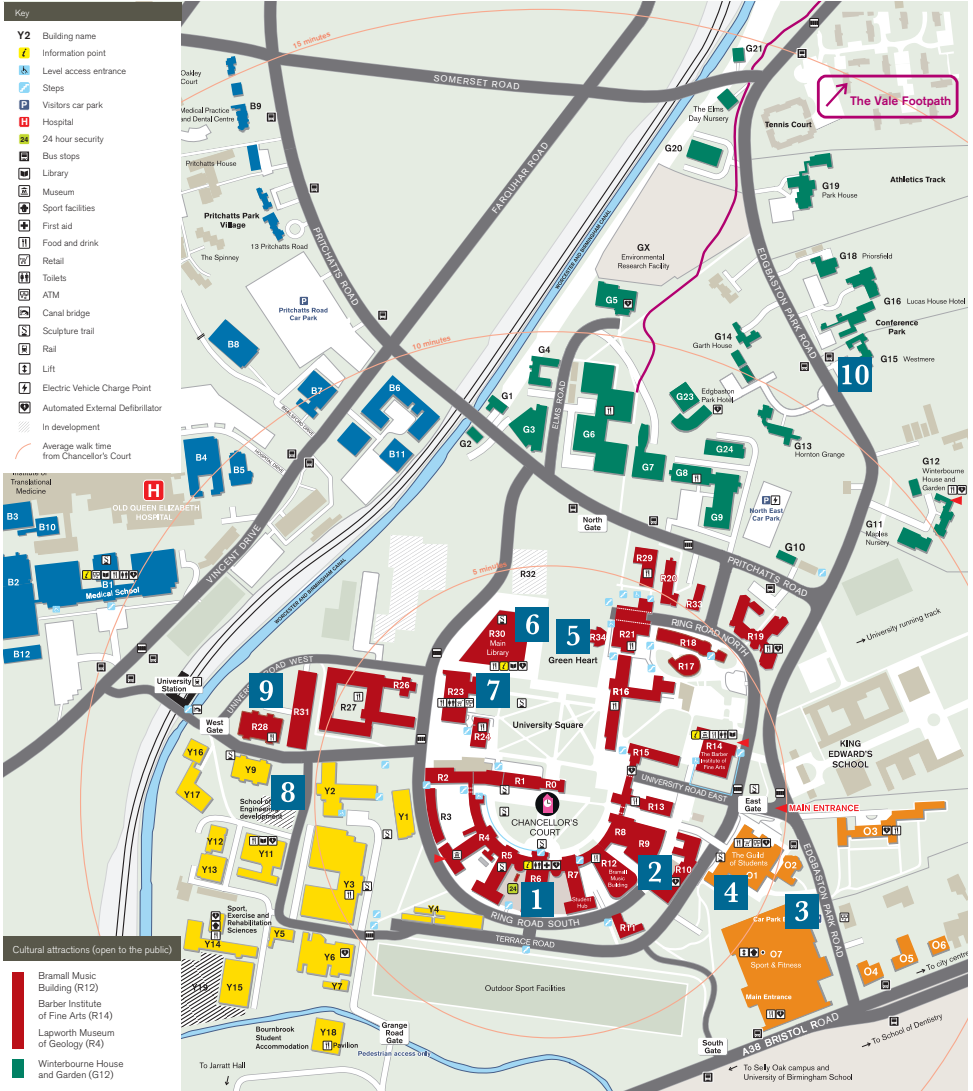 Key
Y2 Building name
Information point
Level access entrance
Steps
P Visitors car park
H Hospital
24 24 hour security
Bus stops
Library
Museum
Sport facilities
First aid
Food and drink
Retail
Toilets
ATM
Canal bridge
Sculpture trail
Rail
Lift
Electric Vehicle Charge Point
Automated External Defibrillator
In development
Average walk time
from Chancellor's Court
Cultural attractions (open to the public)
Bramall Music
Building (R12)
Barber Institute
of Fine Arts (R14)
Lapworth Museum
of Geology (R4)
Winterbourne House
and Garden (G12)
15 minutes
SOMERSET ROAD
G21
The Vale Footpath
Oakley
Court
B9
Medical Practice
and Dental Centre
The Elms
Day Nursery
Tennis Court
G20
Pritchatts House
FARQUHAR ROAD
G19
Park House
Athletics Track
Pritchatts Park
Village
PRITCHATTS ROAD
13 Pritchatts Road
The Spinney
WORCESTER AND BIRMINGHAM CANAL
GX
Environmental
Research Facility
EDGBASTON PARK ROAD
G18 Priorsfield
G16 Lucas House Hotel
Conference
Park
G15 Westmere
P
Pritchatts Road
Car Park
G5
G14
Garth House
10 minutes
B8
B7
B6
G4
G1
G3
G2
ELMS ROAD
G6
G7
G23
Edgbaston
Park Hotel
10
G13
Hornton Grange
G24
G8
G9
B11
HOSPITAL DRIVE
B4
B5
Institute of
Translational
Medicine
H
OLD QUEEN ELIZABETH
HOSPITAL
B3
B10
VINCENT DRIVE
North
Gate
P
North East
Car Park
G12
Winterbourne
House and
Garden
G11
Maples
Nursery
G10
PRITCHATTS ROAD
B2
B1
Medical School
B12
WORCESTER AND BIRMINGHAM CANAL
5 minutes
R32
R29
R20
R33
RING ROAD NORTH
R19
University running track
R30
Main
Library
6
5
R34
Green Heart
R21
R18
R17
University
Station
UNIVERSITY ROAD WEST
West
Gate
9
R28
R31
R27
R26
R23
7
R24
University Square
R16
R15
R14
The Barber
Institute of
Fine Arts
KING
EDWARD'S
SCHOOL
UNIVERSITY ROAD EAST
East
Gate
MAIN ENTRANCE
Y16
Y17
Y9
8
School of
Engineering
development
Y2
Y1
R2
R1
R0
CHANCELLOR'S
COURT
R3
R4
R5
R6
24
1
R7
Student
Hub
R8
R13
R9
R12
Bramall
Music
Building
2
R10
R11
RING ROAD SOUTH
The Guild
of Students
O1
O2
O3
4
3
Car Park
EDGBASTON PARK ROAD
Y12
Y13
Y11
Y3
Sport,
Exercise and
Rehabilitation
Sciences
Y14
Y5
Y4
TERRACE ROAD
Y6
Y7
Y19
Y15
Outdoor Sport Facilities
O7
Sport & Fitness
Main Entrance
O4
O5
O6
To city centre
Y18
Pavilion
Bournbrook
Student
Accommodation
Grange
Road
Gate
Pedestrian access only
South
Gate
A38 BRISTOL ROAD
To School of Dentistry
To Jarratt Hall
To Selly Oak campus and
University of Birmingham School